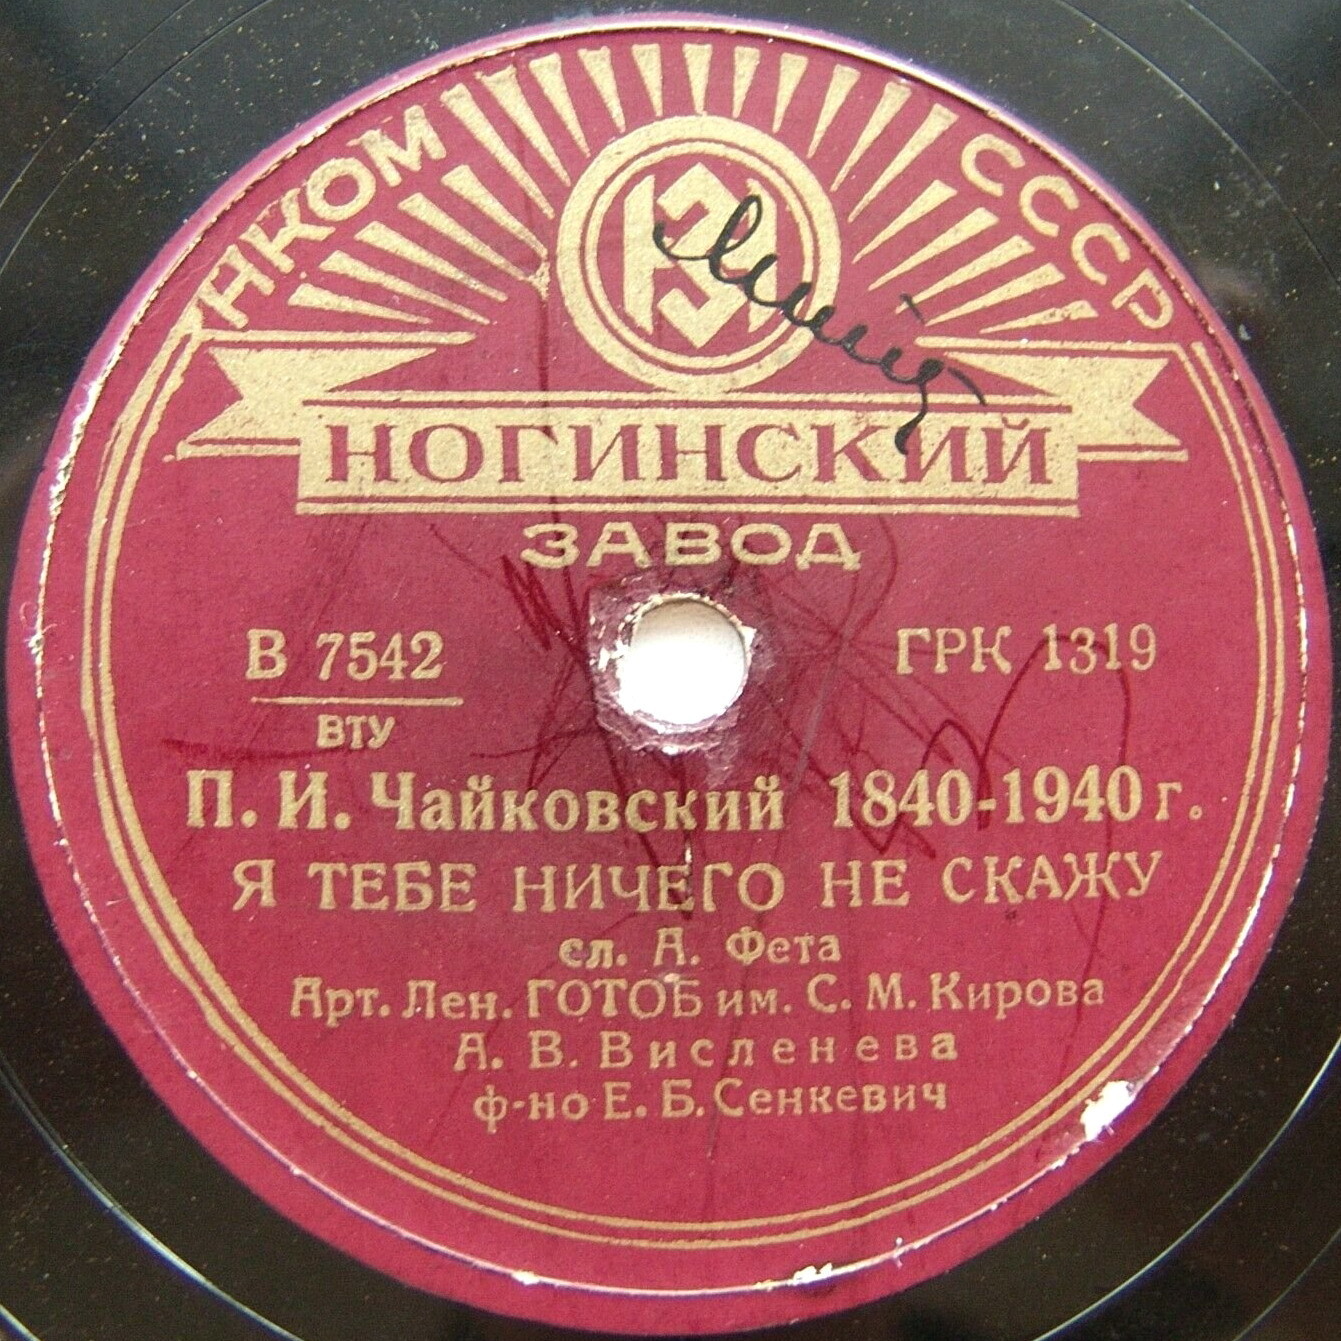 НКОМ СССР
НОГИНСКИЙ
ЗАВОД
В 7542 ГРК 1319
ВТУ
П. И. Чайковский 1840-1940 г.
Я ТЕБЕ НИЧЕГО НЕ СКАЖУ
сл. А. Фета
Арт. Лен. ГОТОБ им. С. М. Кирова
А. В. Висленева
ф-но Е. Б. Сенкевич